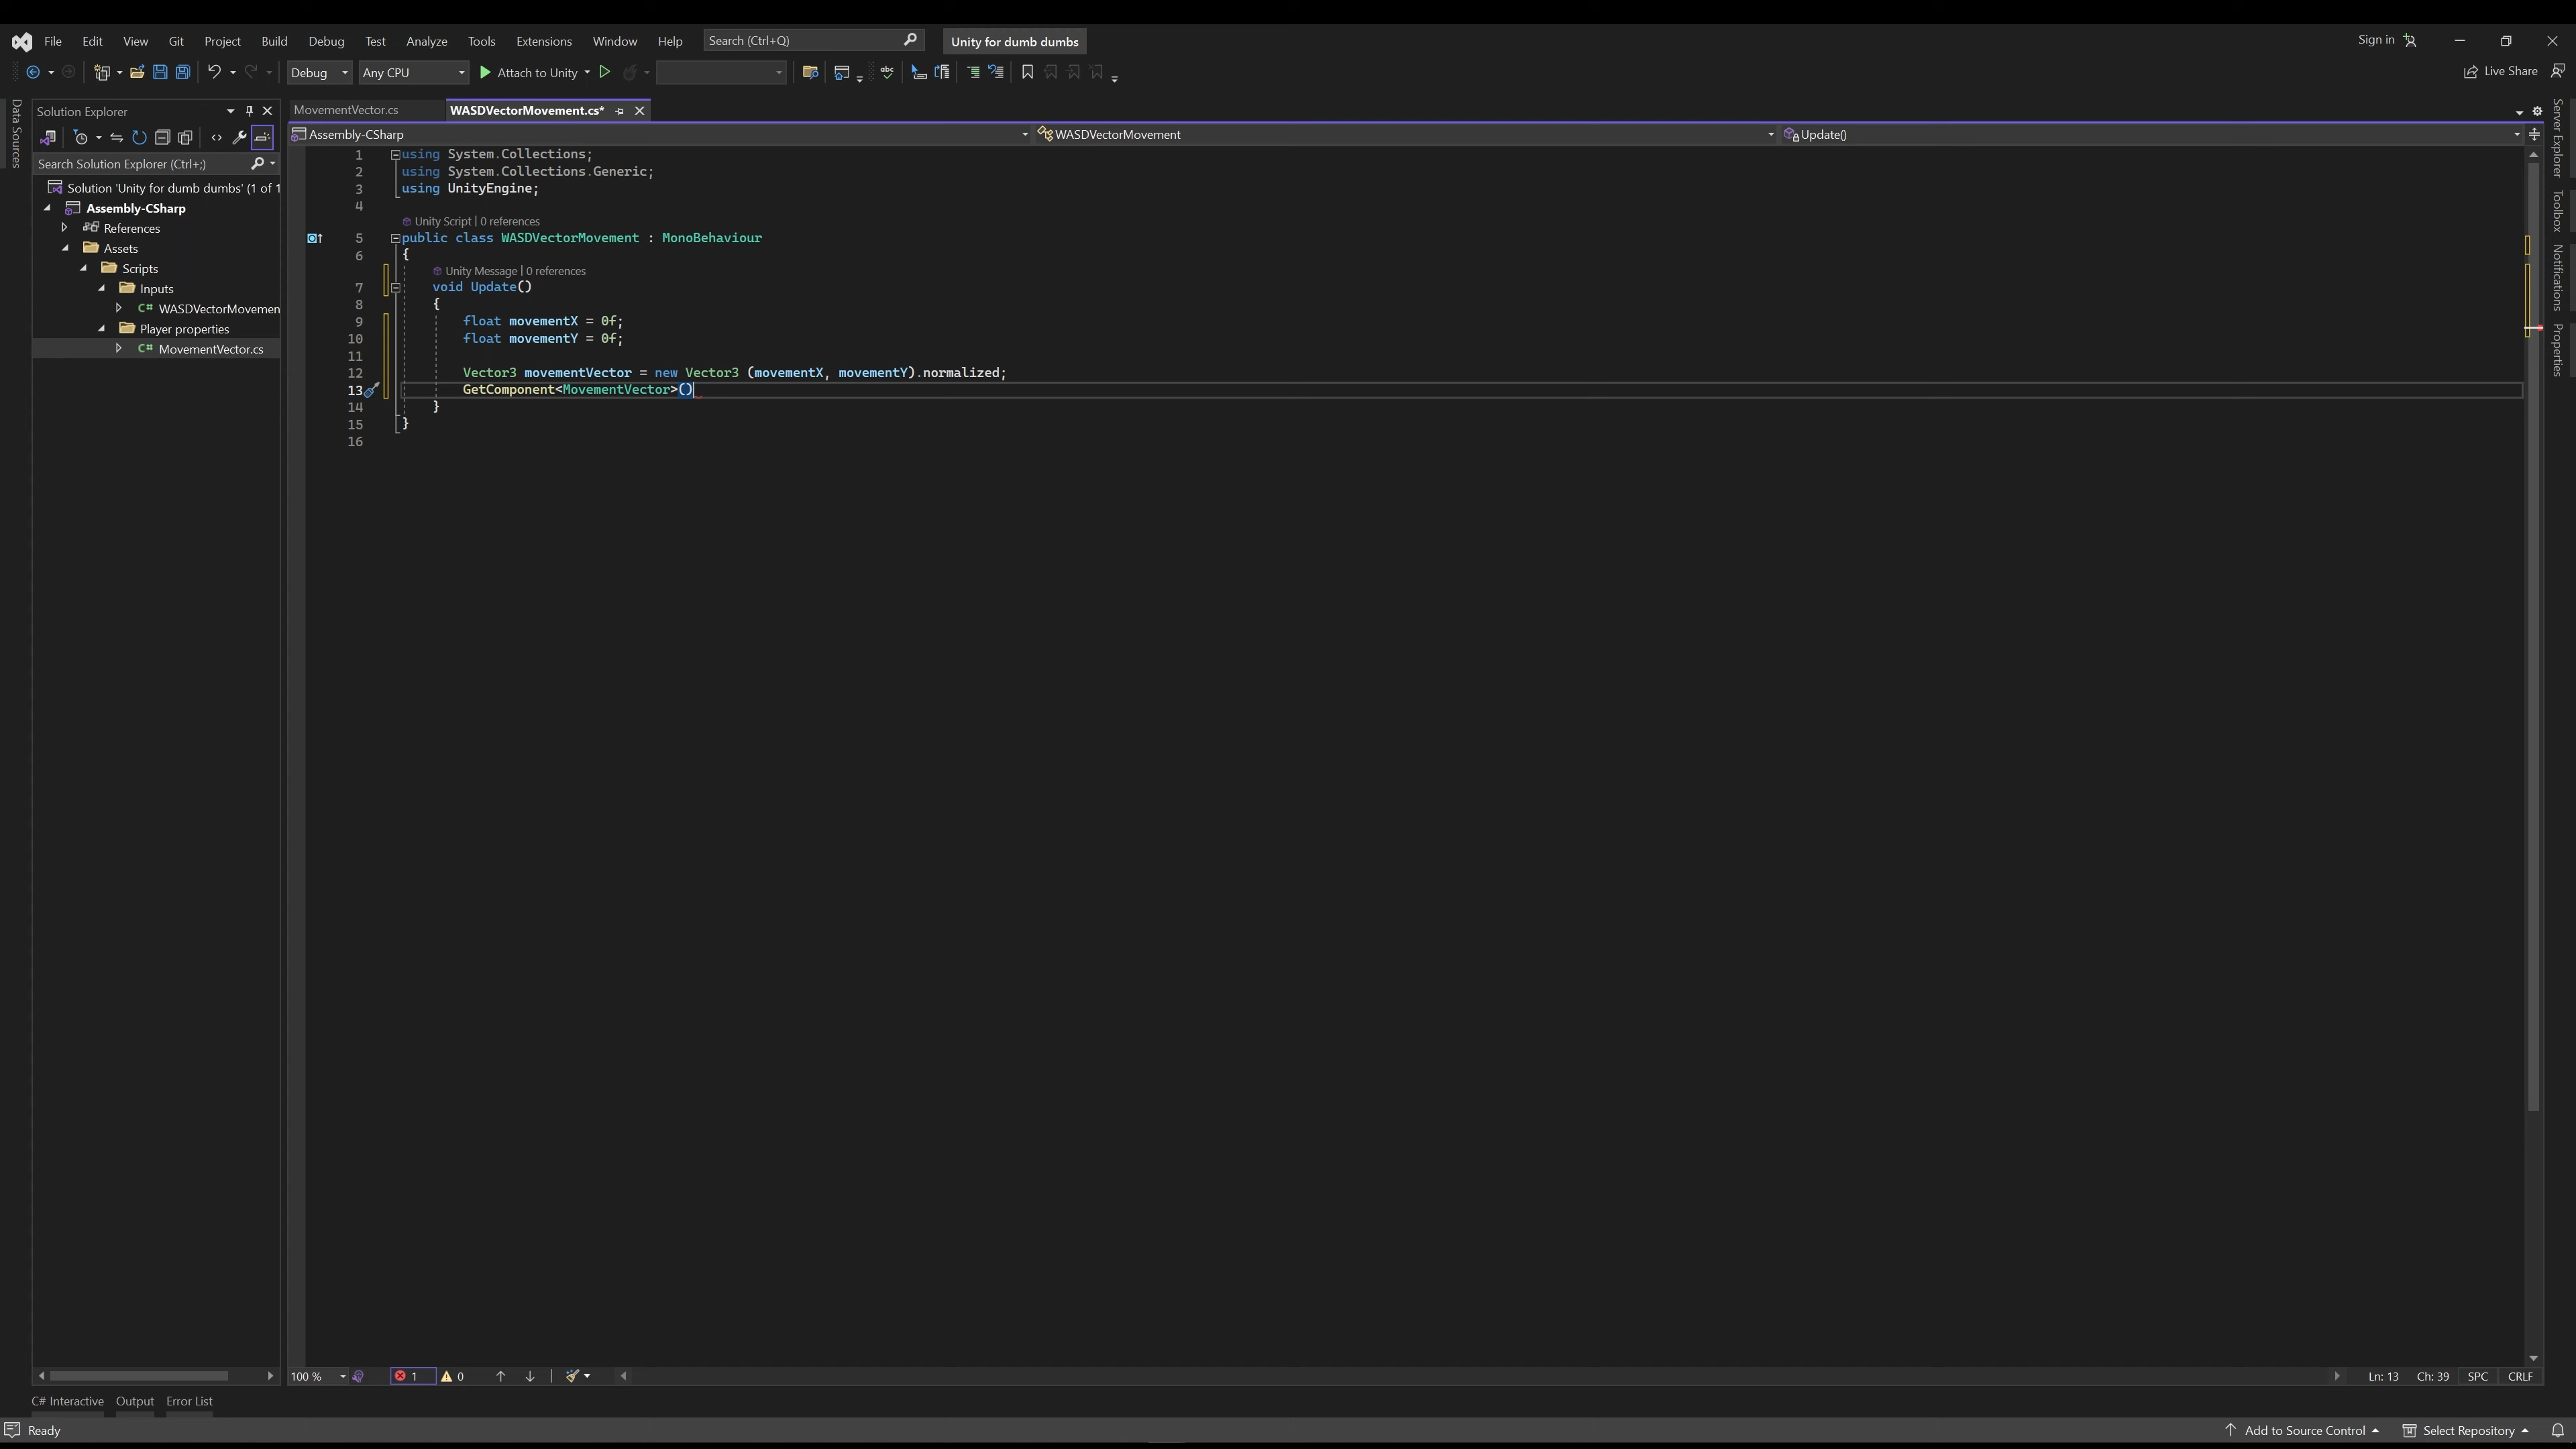 File Edit View Git Project Build Debug Test Analyze Tools Extensions Window Help Search (Ctrl+Q) Unity for dumb dumbs Sign in
Debug Any CPU Attach to Unity Live Share
Data Sources
Solution Explorer
Search Solution Explorer (Ctrl+;)
Solution 'Unity for dumb dumbs' (1 of 1
Assembly-CSharp
References
Assets
Scripts
Inputs
C# WASDVectorMovemen
Player properties
C# MovementVector.cs
MovementVector.cs WASDVectorMovement.cs*
Assembly-CSharp WASDVectorMovement Update()
1 using System.Collections;
2 using System.Collections.Generic;
3 using UnityEngine;
4
Unity Script | 0 references
5 public class WASDVectorMovement : MonoBehaviour
6 {
Unity Message | 0 references
7 void Update()
8 {
9 float movementX = 0f;
10 float movementY = 0f;
11
12 Vector3 movementVector = new Vector3 (movementX, movementY).normalized;
13 GetComponent<MovementVector>()
14 }
15 }
16
Server Explorer
Toolbox
Notifications
Properties
100 % 1 0 Ln: 13 Ch: 39 SPC CRLF
C# Interactive Output Error List
Ready Add to Source Control Select Repository